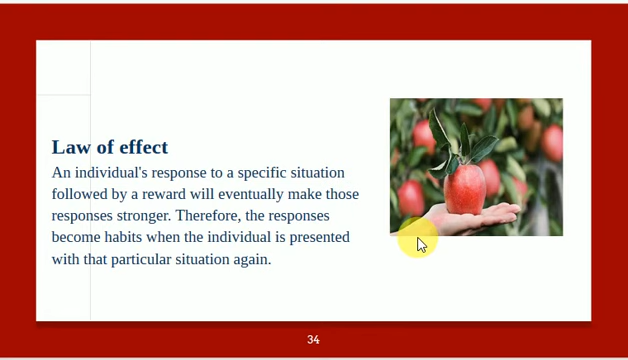 Law of effect
An individual's response to a specific situation
followed by a reward will eventually make those
responses stronger. Therefore, the responses
become habits when the individual is presented
with that particular situation again.
34